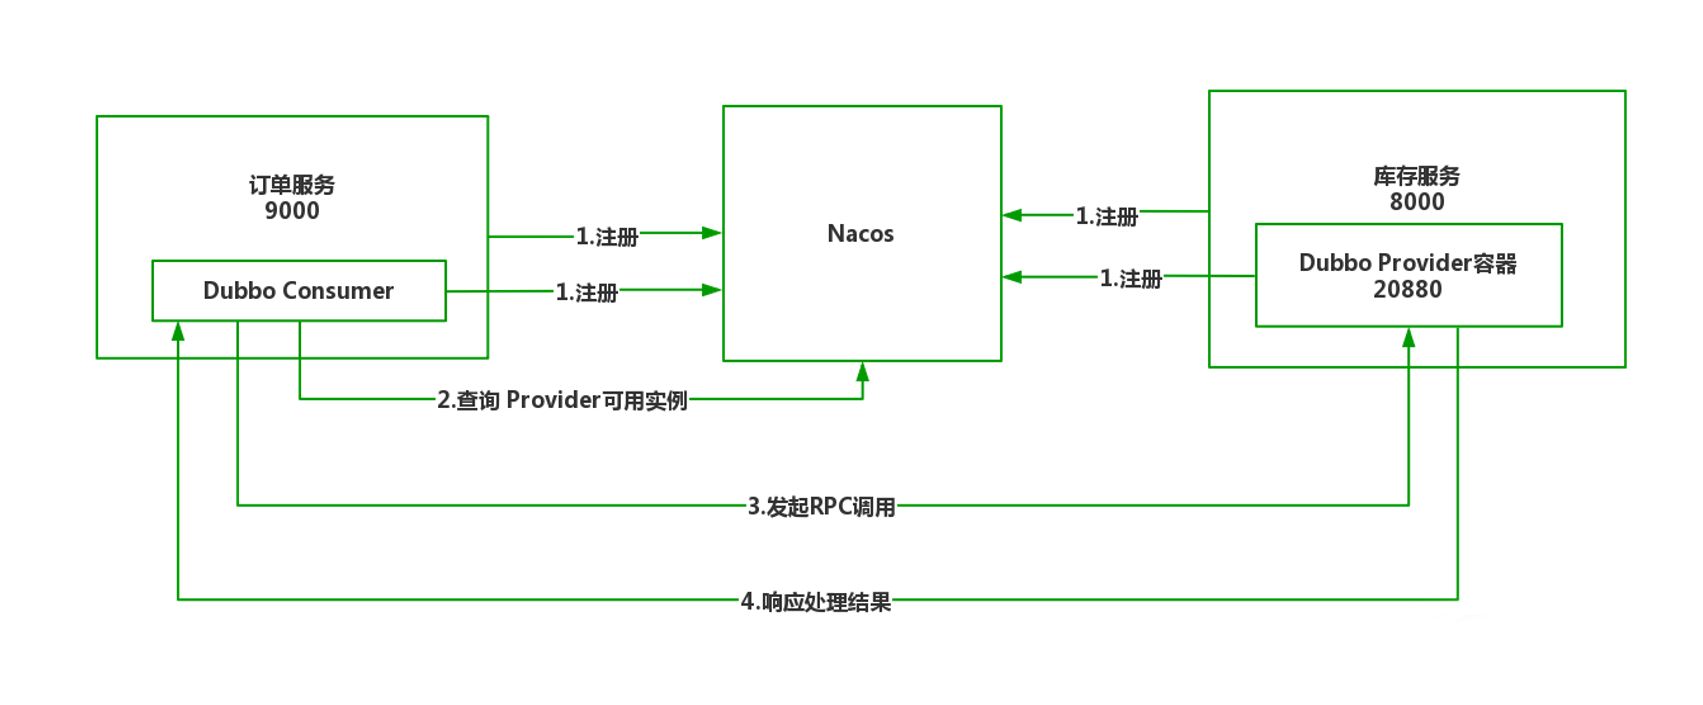 订单服务
9000
Dubbo Consumer
1.注册
1.注册
Nacos
1.注册
1.注册
库存服务
8000
Dubbo Provider容器
20880
2.查询 Provider可用实例
3.发起RPC调用
4.响应处理结果